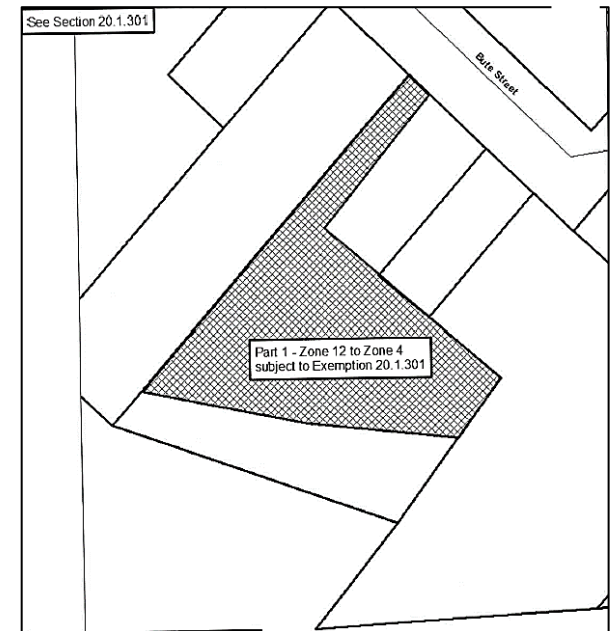 See Section 20.1.301
Bute Street
Part 1 - Zone 12 to Zone 4
subject to Exemption 20.1.301